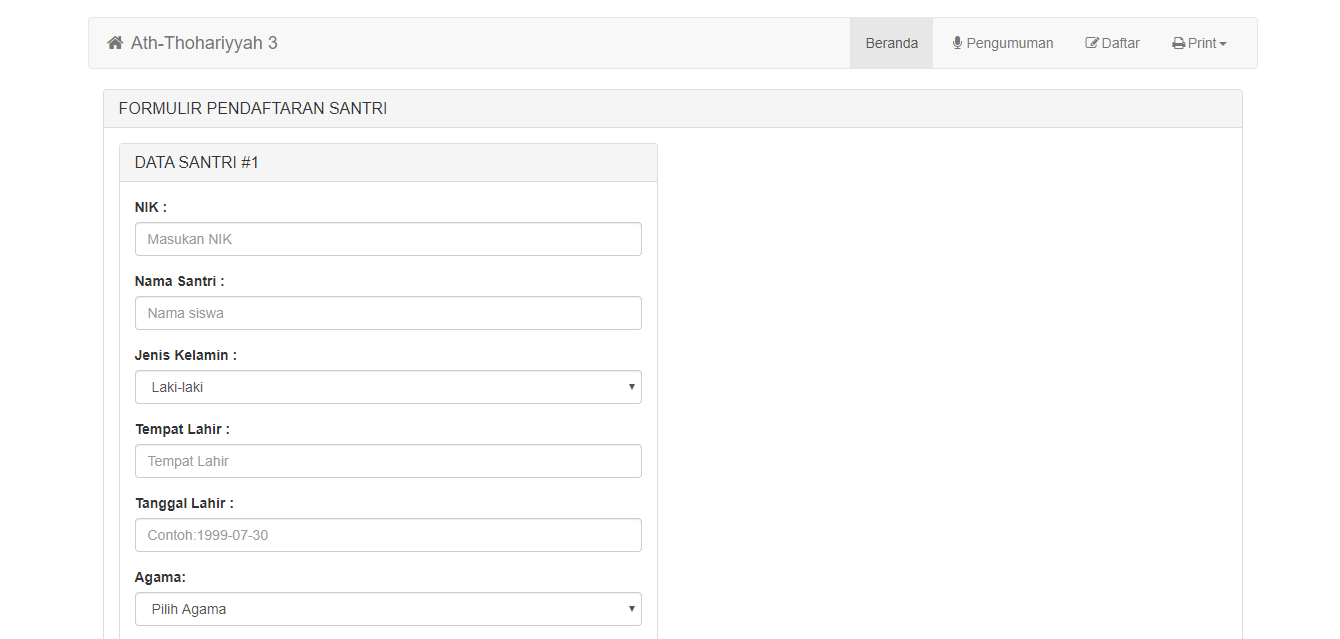 Ath-Thohariyyah 3 Beranda Pengumuman Daftar Print
FORMULIR PENDAFTARAN SANTRI
DATA SANTRI #1
NIK :
Masukan NIK
Nama Santri :
Nama siswa
Jenis Kelamin :
Laki-laki
Tempat Lahir :
Tempat Lahir
Tanggal Lahir :
Contoh:1999-07-30
Agama:
Pilih Agama